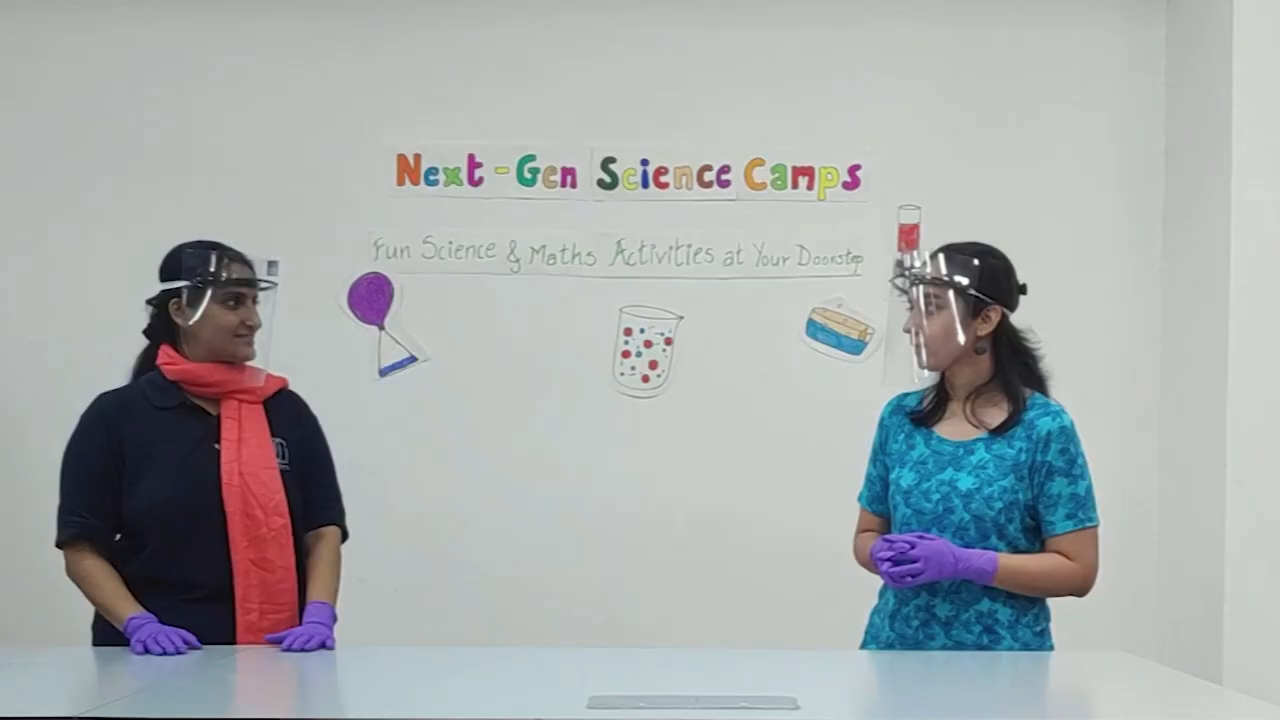 Next-Gen Science Camps
Fun Science & Maths Activities at Your Doorstep